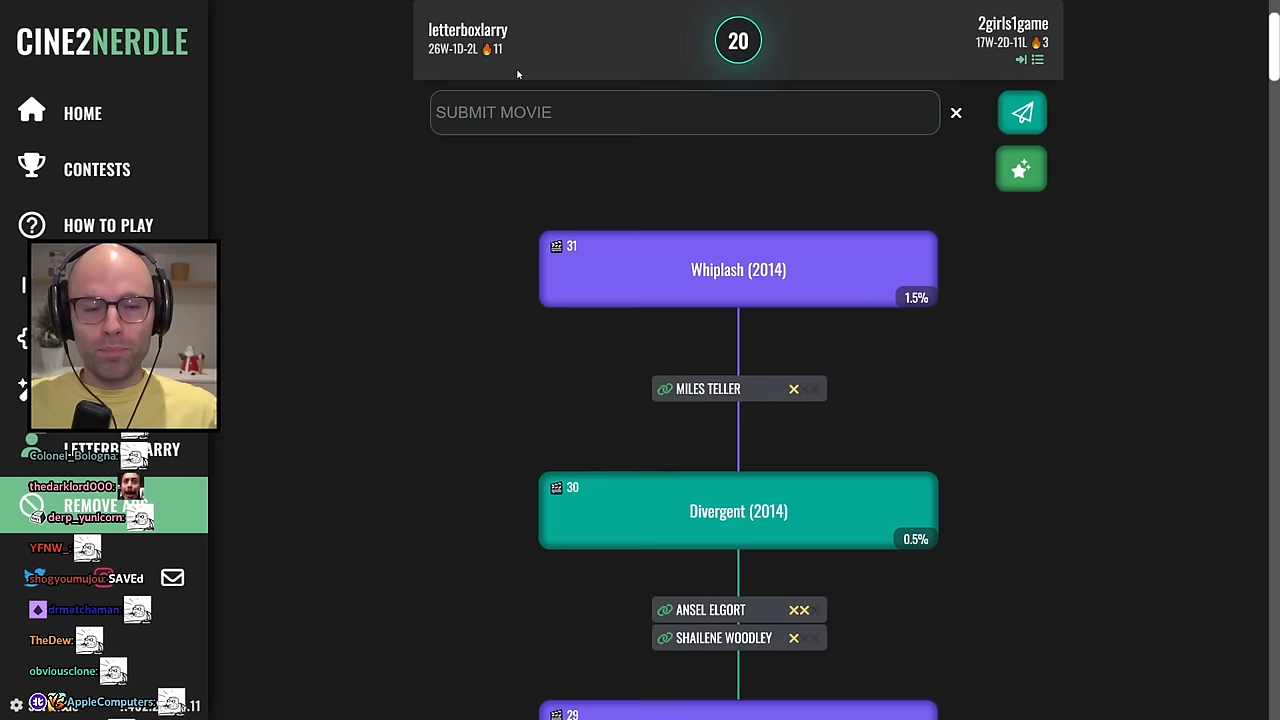 CINE2NERDLE
letterboxlarry
26W-1D-2L 🔥11
20
2girls1game
17W-2D-11L 🔥3
SUBMIT MOVIE
HOME
CONTESTS
HOW TO PLAY
31
Whiplash (2014)
1.5%
MILES TELLER
30
Divergent (2014)
0.5%
ANSEL ELGORT
SHAILENE WOODLEY
29
Colonel_Bologna:
thedarklord000:
REMOVE
derp_yunicorn:
YFNW_:
shogyoumujou: SAVEd
drmatchaman:
TheDew:
obviousclone:
AppleComputers: